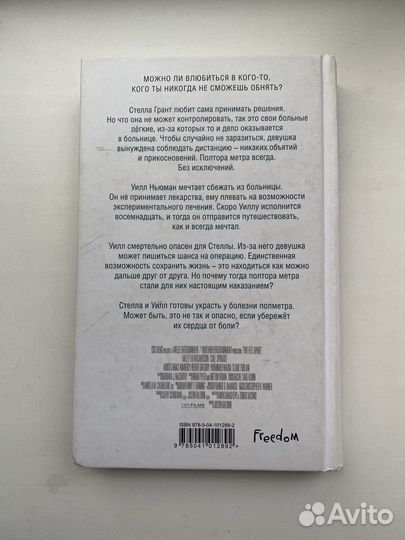 МОЖНО ЛИ ВЛЮБИТЬСЯ В КОГО-ТО,
КОГО ТЫ НИКОГДА НЕ СМОЖЕШЬ ОБНЯТЬ?
Стелла Грант любит сама принимать решения.
Но что она не может контролировать, так это свои больные
лёгкие, из-за которых то и дело оказывается
в больнице. Чтобы случайно не заразиться, девушка
вынуждена соблюдать дистанцию – никаких объятий
и прикосновений. Полтора метра всегда.
Без исключений.
Уилл Ньюман мечтает сбежать из больницы.
Он не принимает лекарства, ему плевать на возможности
экспериментального лечения. Скоро Уиллу исполнится
восемнадцать, и тогда он отправится путешествовать,
как и всегда мечтал.
Уилл смертельно опасен для Стеллы. Из-за него девушка
может лишиться шанса на операцию. Единственная
возможность сохранить жизнь – это находиться как можно
дальше друг от друга. Но почему тогда полтора метра
стали для них настоящим наказанием?
Стелла и Уилл готовы украсть у болезни полметра.
Может быть, это не так и опасно, если убережёт
их сердца от боли?
CBS FILMS
ISBN 978-5-04-101289-2
9785041012892
Freedom
Avito